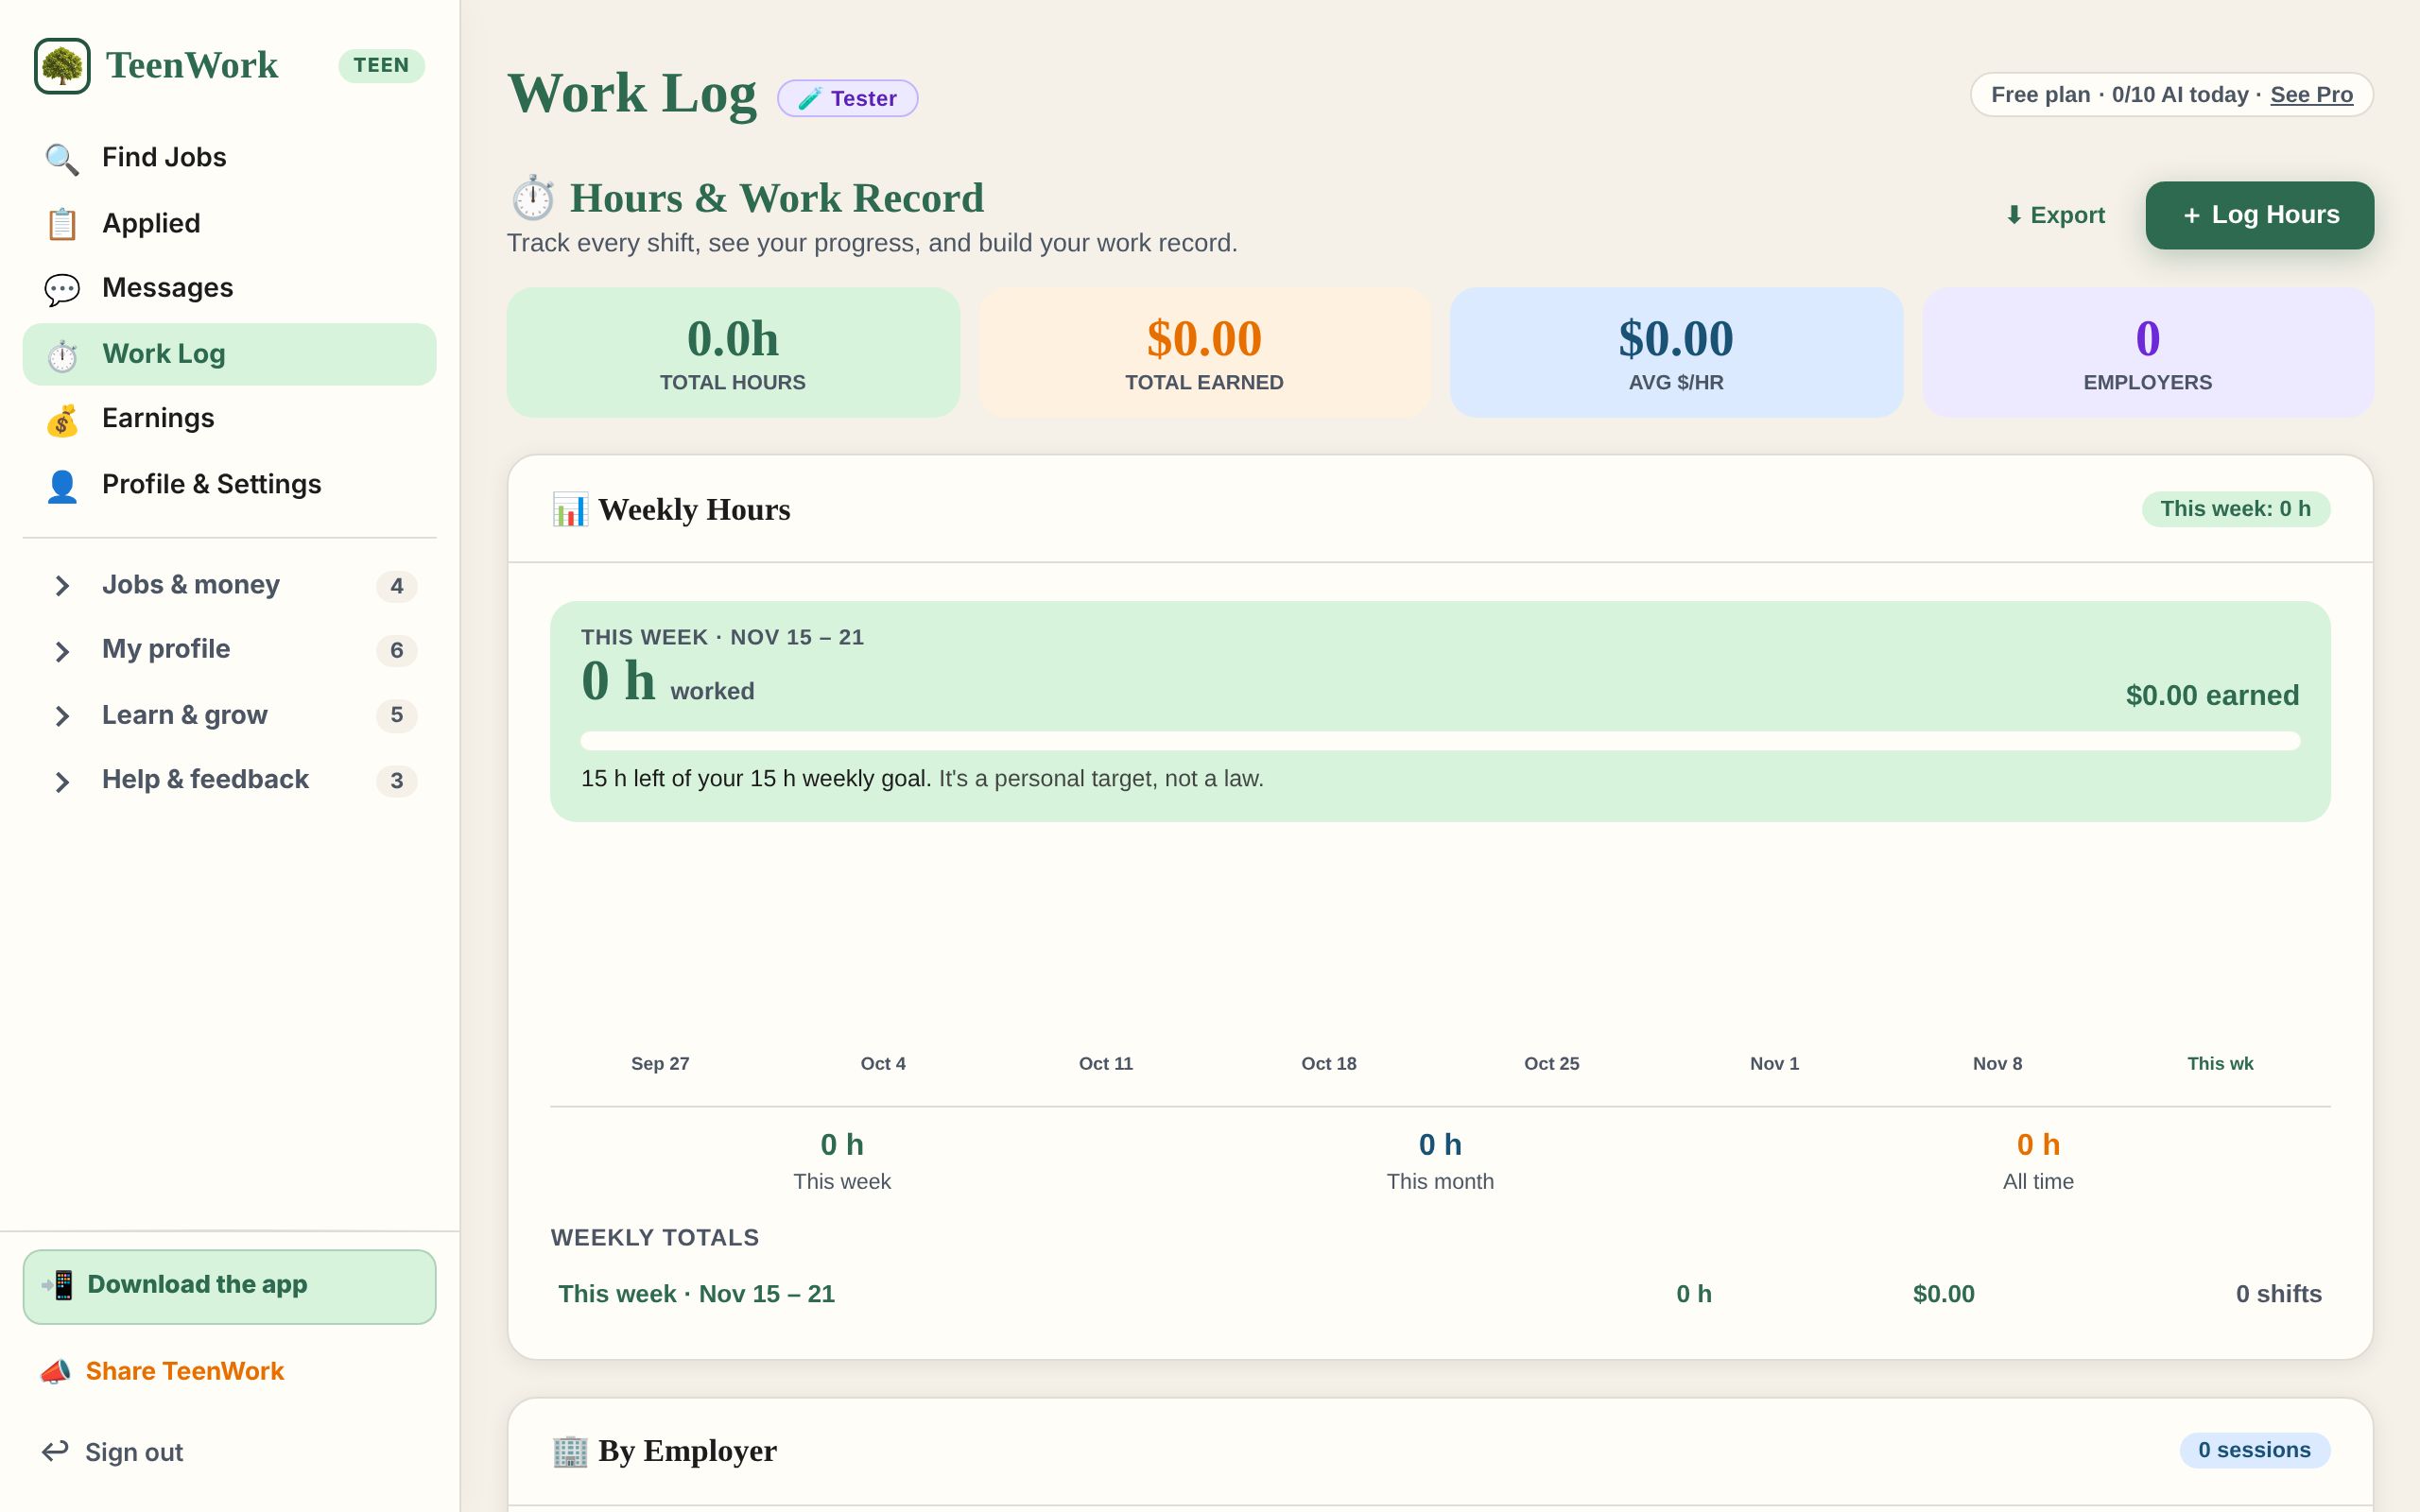 TeenWork
TEEN
Find Jobs
Applied
Messages
Work Log
Earnings
Profile & Settings
Jobs & money 4
My profile 6
Learn & grow 5
Help & feedback 3
Download the app
Share TeenWork
Sign out
Work Log
Tester
Free plan · 0/10 AI today · See Pro
Hours & Work Record
Track every shift, see your progress, and build your work record.
Export
+ Log Hours
0.0h
TOTAL HOURS
$0.00
TOTAL EARNED
$0.00
AVG $/HR
0
EMPLOYERS
Weekly Hours
This week: 0 h
THIS WEEK · NOV 15 – 21
0 h worked
$0.00 earned
15 h left of your 15 h weekly goal. It's a personal target, not a law.
Sep 27 Oct 4 Oct 11 Oct 18 Oct 25 Nov 1 Nov 8 This wk
0 h
This week
0 h
This month
0 h
All time
WEEKLY TOTALS
This week · Nov 15 – 21 0 h $0.00 0 shifts
By Employer
0 sessions